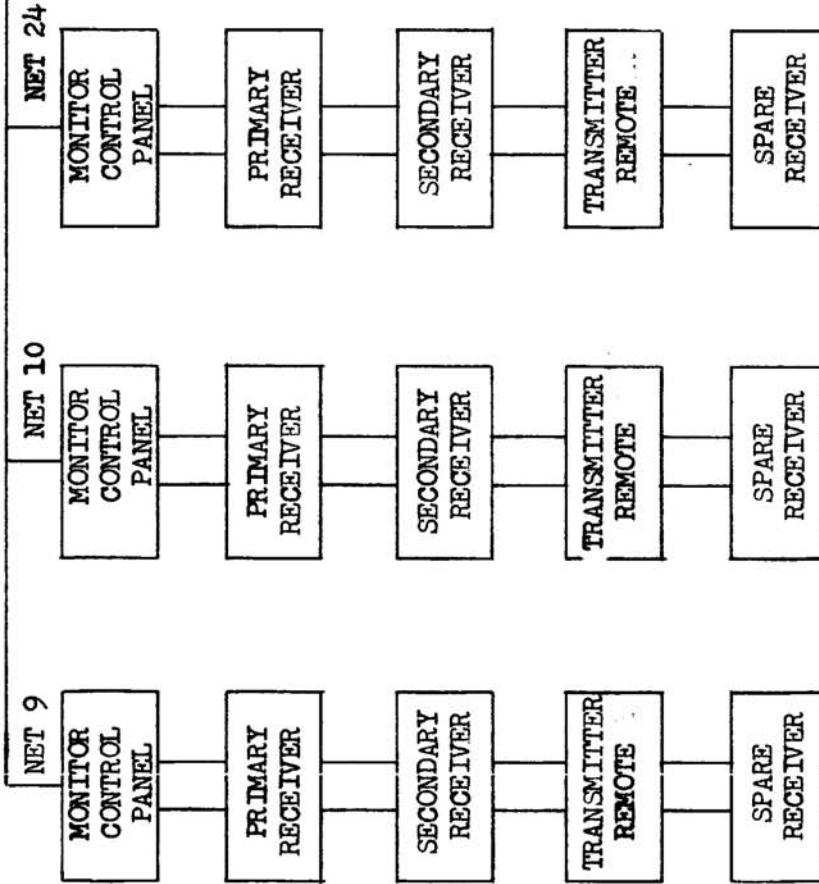 NET 9
MONITOR
CONTROL
PANEL
PRIMARY
RECEIVER
SECONDARY
RECEIVER
TRANSMITTER
REMOTE
SPARE
RECEIVER
NET 10
MONITOR
CONTROL
PANEL
PRIMARY
RECEIVER
SECONDARY
RECEIVER
TRANSMITTER
REMOTE
SPARE
RECEIVER
NET 24
MONITOR
CONTROL
PANEL
PRIMARY
RECEIVER
SECONDARY
RECEIVER
TRANSMITTER
REMOTE
SPARE
RECEIVER